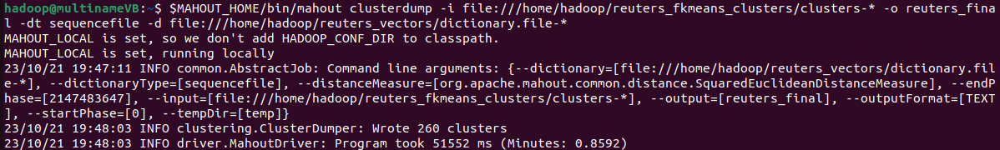 hadoop@multinameVB:~$ $MAHOUT_HOME/bin/mahout clusterdump -i file:///home/hadoop/reuters_fkmeans_clusters/clusters-* -o reuters_fina
l -dt sequencefile -d file:///home/hadoop/reuters_vectors/dictionary.file-*
MAHOUT_LOCAL is set, so we don't add HADOOP_CONF_DIR to classpath.
MAHOUT_LOCAL is set, running locally
23/10/21 19:47:11 INFO common.AbstractJob: Command line arguments: {--dictionary=[file:///home/hadoop/reuters_vectors/dictionary.fil
e-*], --dictionaryType=[sequencefile], --distanceMeasure=[org.apache.mahout.common.distance.SquaredEuclideanDistanceMeasure], --endP
hase=[2147483647], --input=[file:///home/hadoop/reuters_fkmeans_clusters/clusters-*], --output=[reuters_final], --outputFormat=[TEXT
], --startPhase=[0], --tempDir=[temp]}
23/10/21 19:48:03 INFO clustering.ClusterDumper: Wrote 260 clusters
23/10/21 19:48:03 INFO driver.MahoutDriver: Program took 51552 ms (Minutes: 0.8592)